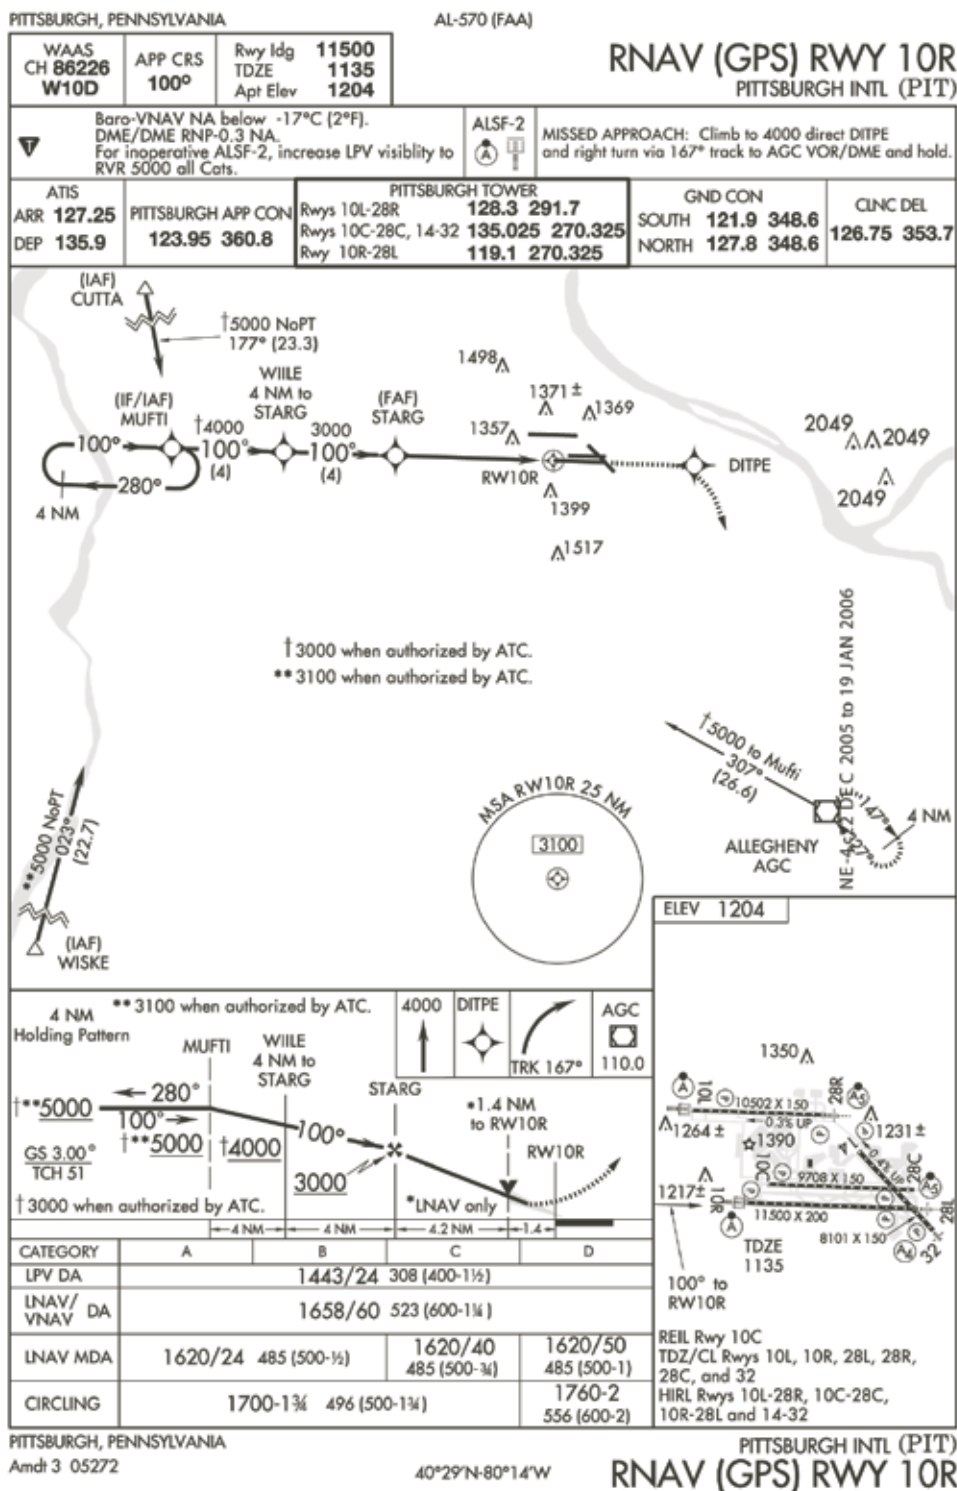 PITTSBURGH, PENNSYLVANIA
AL-570 (FAA)
WAAS
CH 86226
W10D
APP CRS
100°
Rwy ldg 11500
TDZE 1135
Apt Elev 1204
RNAV (GPS) RWY 10R
PITTSBURGH INTL (PIT)
T
Baro-VNAV NA below -17°C (2°F).
DME/DME RNP-0.3 NA.
For inoperative ALSF-2, increase LPV visiblity to
RVR 5000 all Cats.
ALSF-2
A
MISSED APPROACH: Climb to 4000 direct DITPE
and right turn via 167° track to AGC VOR/DME and hold.
ATIS
ARR 127.25
DEP 135.9
PITTSBURGH APP CON
123.95 360.8
PITTSBURGH TOWER
Rwys 10L-28R 128.3 291.7
Rwys 10C-28C, 14-32 135.025 270.325
Rwy 10R-28L 119.1 270.325
GND CON
SOUTH 121.9 348.6
NORTH 127.8 348.6
CLNC DEL
126.75 353.7
(IAF)
CUTTA
†5000 NoPT
177° (23.3)
WIILE
4 NM to
STARG
(IF/IAF)
MUFTI
(FAF)
STARG
†4000
100°
(4)
3000
100°
(4)
100°
280°
4 NM
1498
1371±
1369
1357
RW10R
1399
1517
DITPE
2049
2049
2049
†3000 when authorized by ATC.
**3100 when authorized by ATC.
†5000 to Mufti
307°
(26.6)
NE-4, 22 DEC 2005 to 19 JAN 2006
147°
327°
4 NM
ALLEGHENY
AGC
MSA RW10R 25 NM
3100
**5000 NoPT
023°
(22.7)
(IAF)
WISKE
ELEV 1204
4 NM
Holding Pattern
**3100 when authorized by ATC.
MUFTI
WIILE
4 NM to
STARG
STARG
4000
DITPE
TRK 167°
AGC
110.0
280°
†**5000
100°
†**5000
†4000
100°
3000
*1.4 NM
to RW10R
RW10R
GS 3.00°
TCH 51
†3000 when authorized by ATC.
*LNAV only
4 NM
4 NM
4.2 NM
1.4
CATEGORY A B C D
LPV DA 1443/24 308 (400-1½)
LNAV/VNAV DA 1658/60 523 (600-1¼)
LNAV MDA 1620/24 485 (500-½) 1620/40 485 (500-¾) 1620/50 485 (500-1)
CIRCLING 1700-1¾ 496 (500-1¾) 1760-2 556 (600-2)
1350
A
10L
10502 X 150
28R
A5
0.3% UP
1264±
1390
1231±
10C
0.4% UP
28C
9708 X 150
A5
1217±
10R
11500 X 200
28L
A
8101 X 150
32
TDZE
1135
100° to
RW10R
REIL Rwy 10C
TDZ/CL Rwys 10L, 10R, 28L, 28R,
28C, and 32
HIRL Rwys 10L-28R, 10C-28C,
10R-28L and 14-32
PITTSBURGH, PENNSYLVANIA
Amdt 3 05272
40°29'N-80°14'W
PITTSBURGH INTL (PIT)
RNAV (GPS) RWY 10R